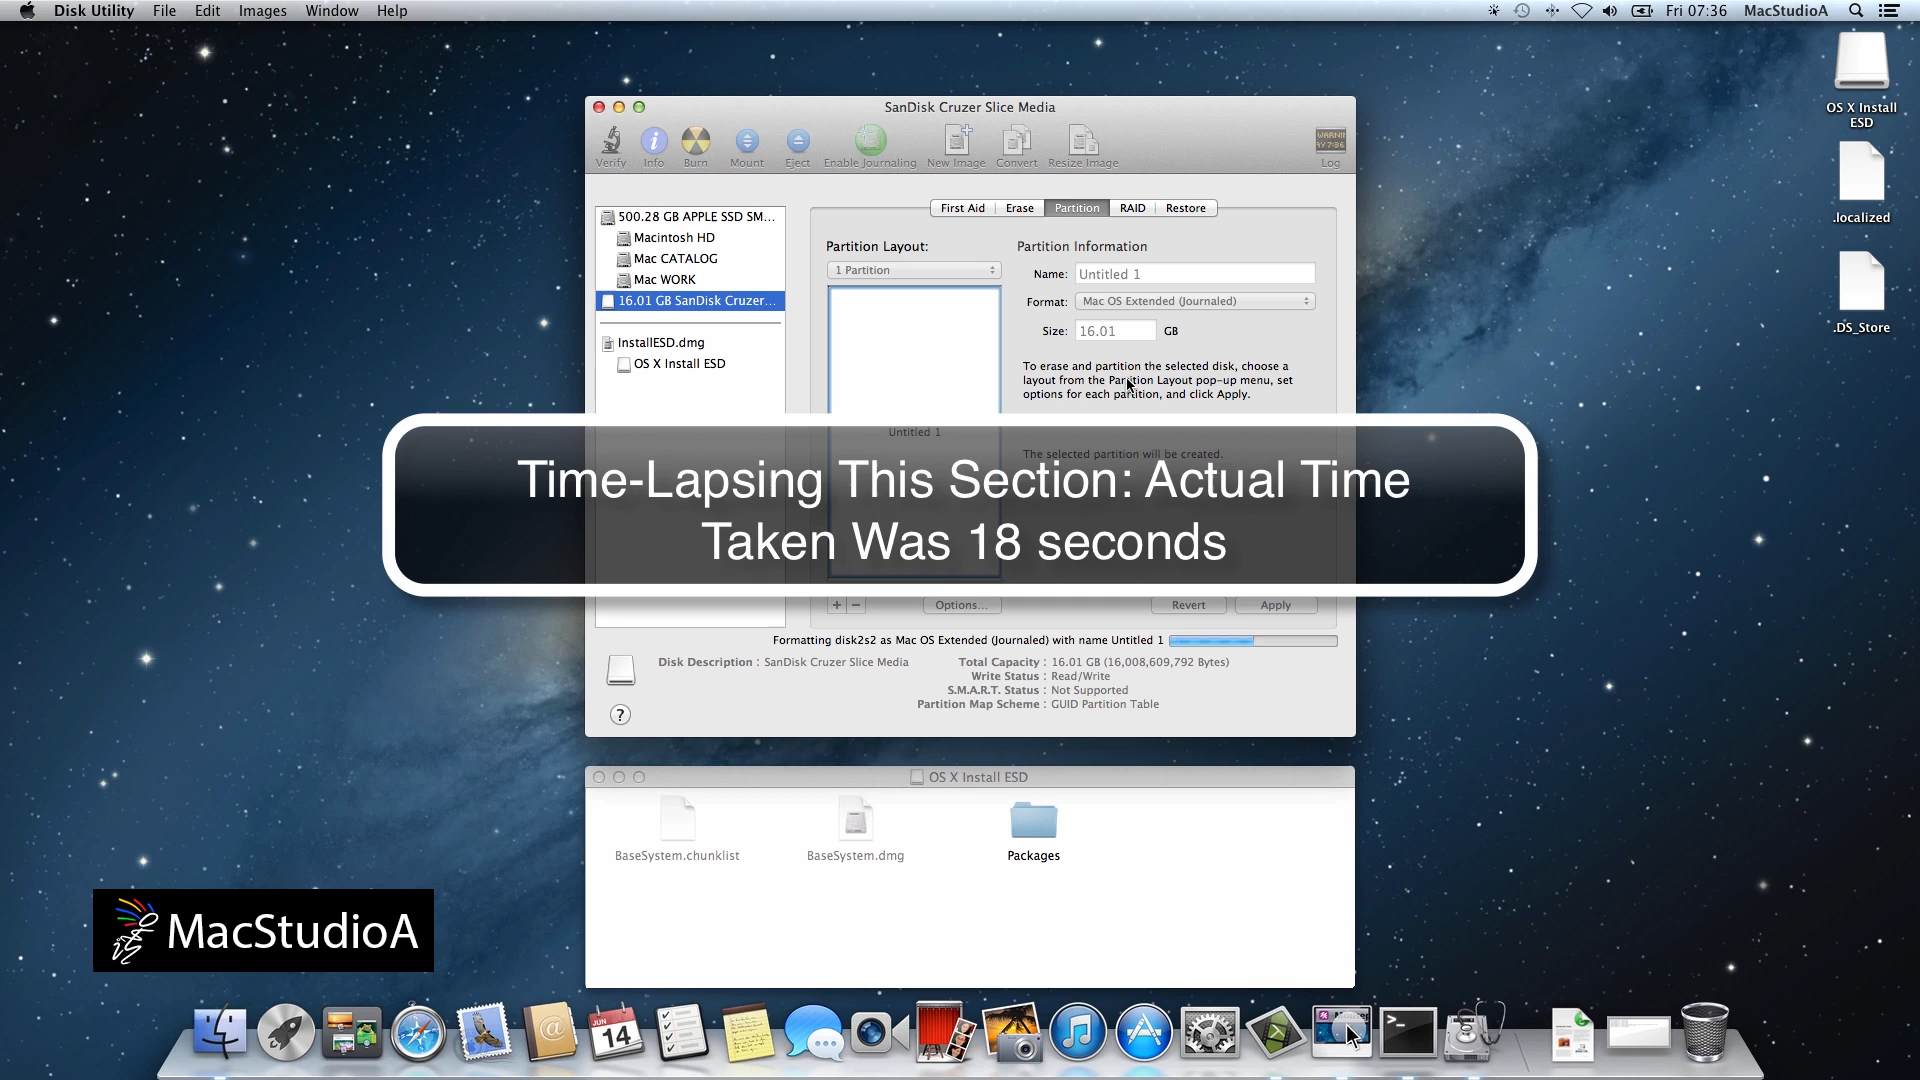 Disk Utility File Edit Images Window Help
Fri 07:36 MacStudioA
OS X Install
ESD
.localized
.DS_Store
SanDisk Cruzer Slice Media
Verify Info Burn Mount Eject Enable Journaling New Image Convert Resize Image Log
WARNIN
AY 7:36
500.28 GB APPLE SSD SM...
Macintosh HD
Mac CATALOG
Mac WORK
16.01 GB SanDisk Cruzer...
InstallESD.dmg
OS X Install ESD
First Aid Erase Partition RAID Restore
Partition Layout:
1 Partition
Untitled 1
Partition Information
Name: Untitled 1
Format: Mac OS Extended (Journaled)
Size: 16.01 GB
To erase and partition the selected disk, choose a
layout from the Partition Layout pop-up menu, set
options for each partition, and click Apply.
The selected partition will be created.
Time-Lapsing This Section: Actual Time
Taken Was 18 seconds
+ − Options... Revert Apply
Formatting disk2s2 as Mac OS Extended (Journaled) with name Untitled 1
Disk Description : SanDisk Cruzer Slice Media
Total Capacity : 16.01 GB (16,008,609,792 Bytes)
Write Status : Read/Write
S.M.A.R.T. Status : Not Supported
Partition Map Scheme : GUID Partition Table
?
OS X Install ESD
BaseSystem.chunklist
BaseSystem.dmg
Packages
MacStudioA
JUN
14